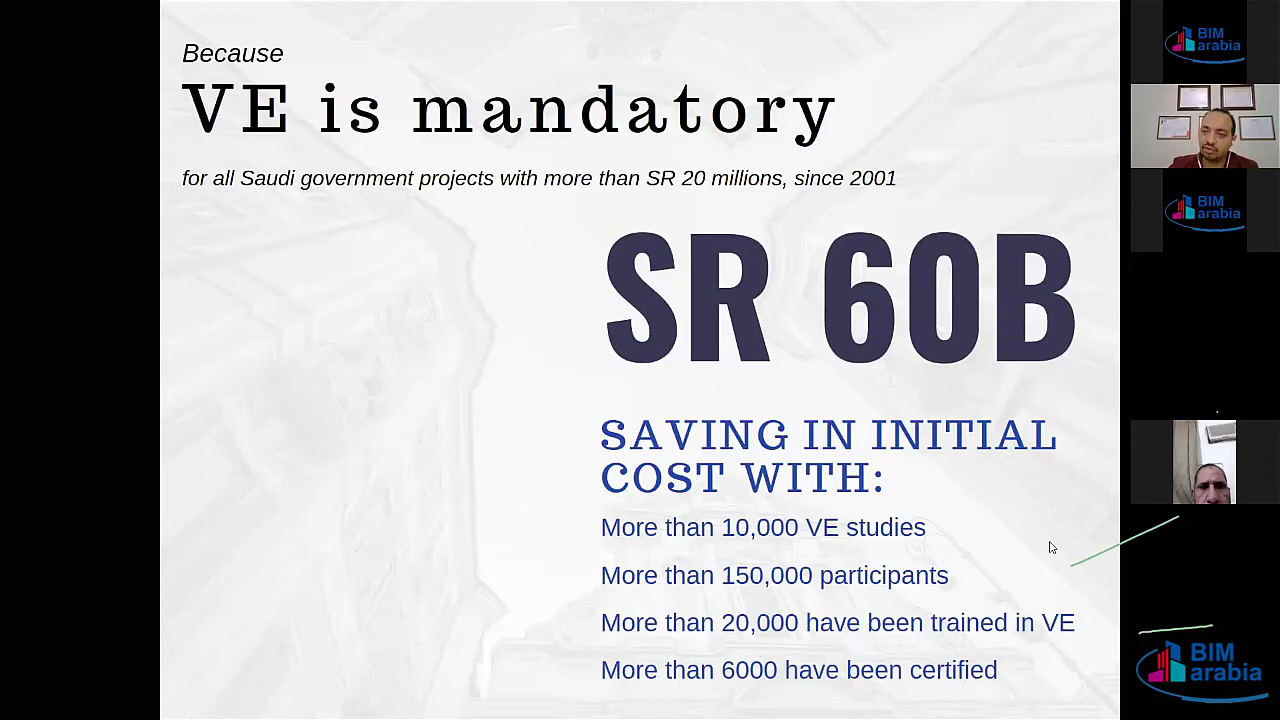 Because
VE is mandatory
for all Saudi government projects with more than SR 20 millions, since 2001
SR 60B
SAVING IN INITIAL
COST WITH:
More than 10,000 VE studies
More than 150,000 participants
More than 20,000 have been trained in VE
More than 6000 have been certified
BIM
arabia
BIM
arabia
BIM
arabia